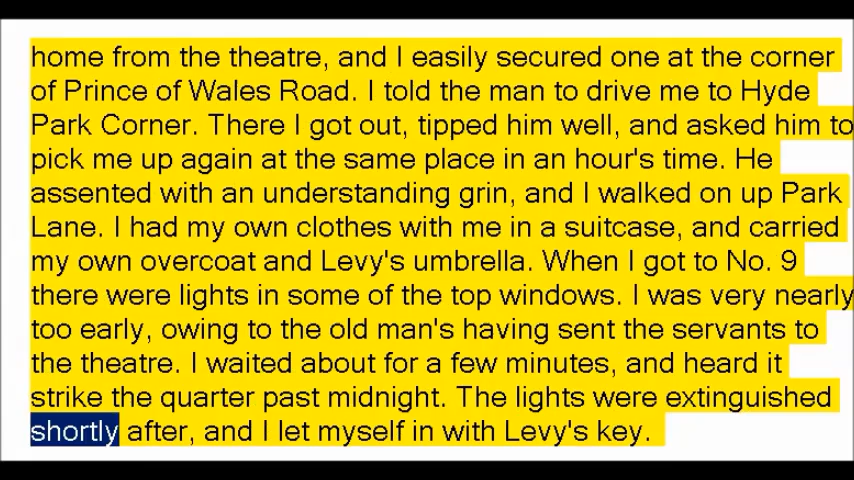 home from the theatre, and I easily secured one at the corner
of Prince of Wales Road. I told the man to drive me to Hyde
Park Corner. There I got out, tipped him well, and asked him to
pick me up again at the same place in an hour's time. He
assented with an understanding grin, and I walked on up Park
Lane. I had my own clothes with me in a suitcase, and carried
my own overcoat and Levy's umbrella. When I got to No. 9
there were lights in some of the top windows. I was very nearly
too early, owing to the old man's having sent the servants to
the theatre. I waited about for a few minutes, and heard it
strike the quarter past midnight. The lights were extinguished
shortly after, and I let myself in with Levy's key.